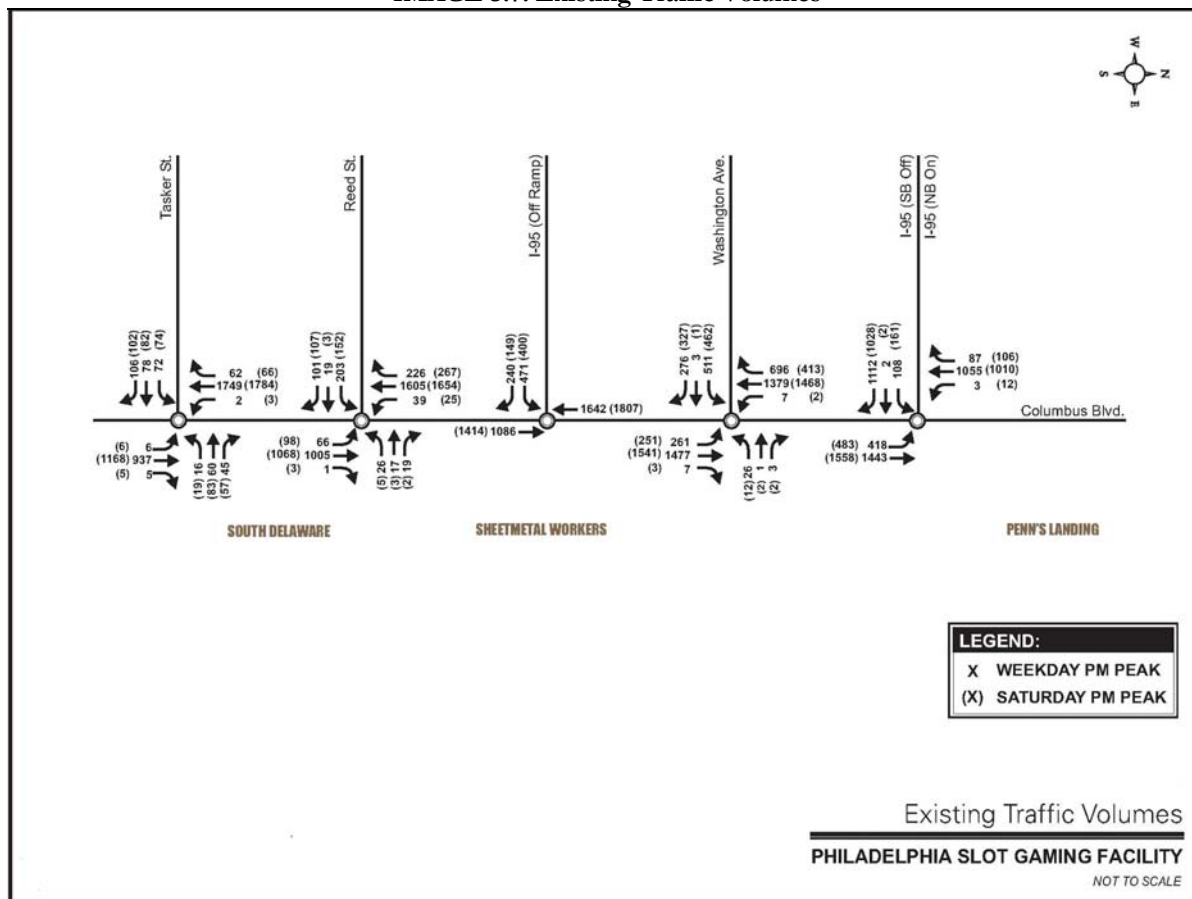 IMAGE Existing Traffic Volumes
W
S N
E
Tasker St.
Reed St.
I-95 (Off Ramp)
Washington Ave.
I-95 (SB Off)
I-95 (NB On)
106 (102)
78 (82)
72 (74)
62 (66)
1749 (1784)
2 (3)
(6) 6
(1168) 937
(5) 5
(19) 16
(83) 60
(57) 45
101 (107)
19 (3)
203 (152)
226 (267)
1605 (1654)
39 (25)
(98) 66
(1068) 1005
(3) 1
(5) 26
(3) 17
(2) 19
240 (149)
471 (400)
1642 (1807)
(1414) 1086
276 (327)
3 (1)
511 (462)
696 (413)
1379 (1468)
7 (2)
(251) 261
(1541) 1477
(3) 7
(12) 26
(2) 1
(2) 3
1112 (1028)
2 (2)
108 (161)
87 (106)
1055 (1010)
3 (12)
(483) 418
(1558) 1443
Columbus Blvd.
SOUTH DELAWARE
SHEETMETAL WORKERS
PENN'S LANDING
LEGEND:
X WEEKDAY PM PEAK
(X) SATURDAY PM PEAK
Existing Traffic Volumes
PHILADELPHIA SLOT GAMING FACILITY
NOT TO SCALE